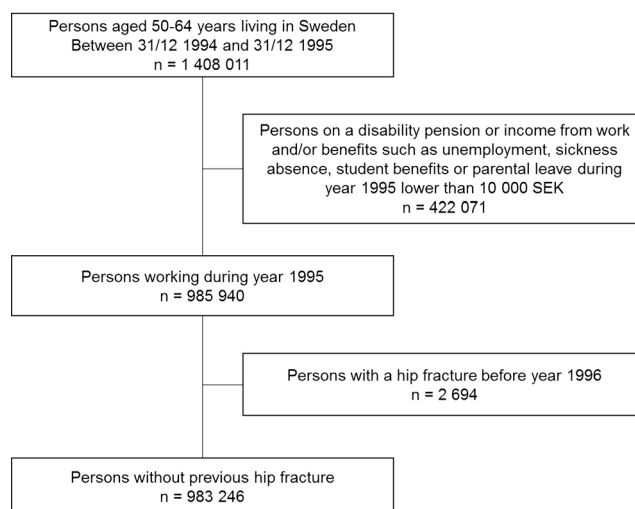 Persons aged 50-64 years living in Sweden
Between 31/12 1994 and 31/12 1995
n = 1 408 011
Persons on a disability pension or income from work
and/or benefits such as unemployment, sickness
absence, student benefits or parental leave during
year 1995 lower than 10 000 SEK
n = 422 071
Persons working during year 1995
n = 985 940
Persons with a hip fracture before year 1996
n = 2 694
Persons without previous hip fracture
n = 983 246